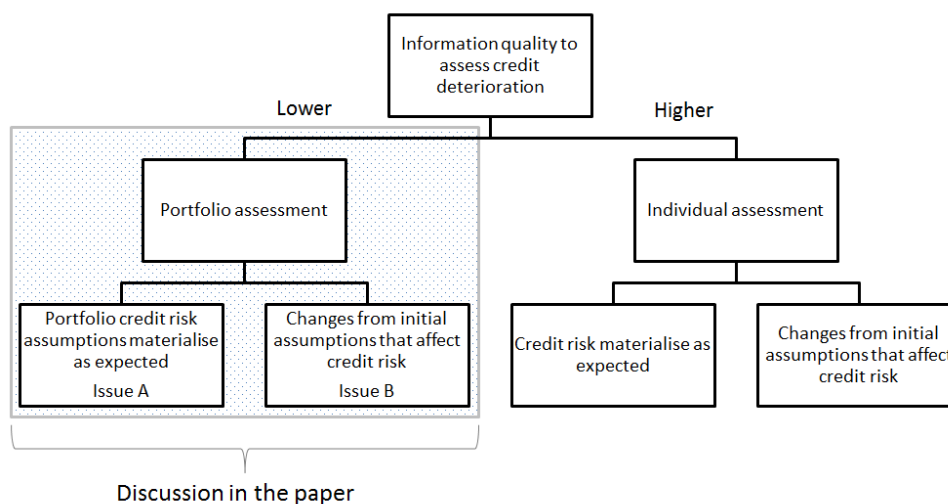 Information quality to
assess credit
deterioration
Lower
Higher
Portfolio assessment
Individual assessment
Portfolio credit risk
assumptions materialise
as expected
Issue A
Changes from initial
assumptions that affect
credit risk
Issue B
Credit risk materialise as
expected
Changes from initial
assumptions that affect
credit risk
Discussion in the paper